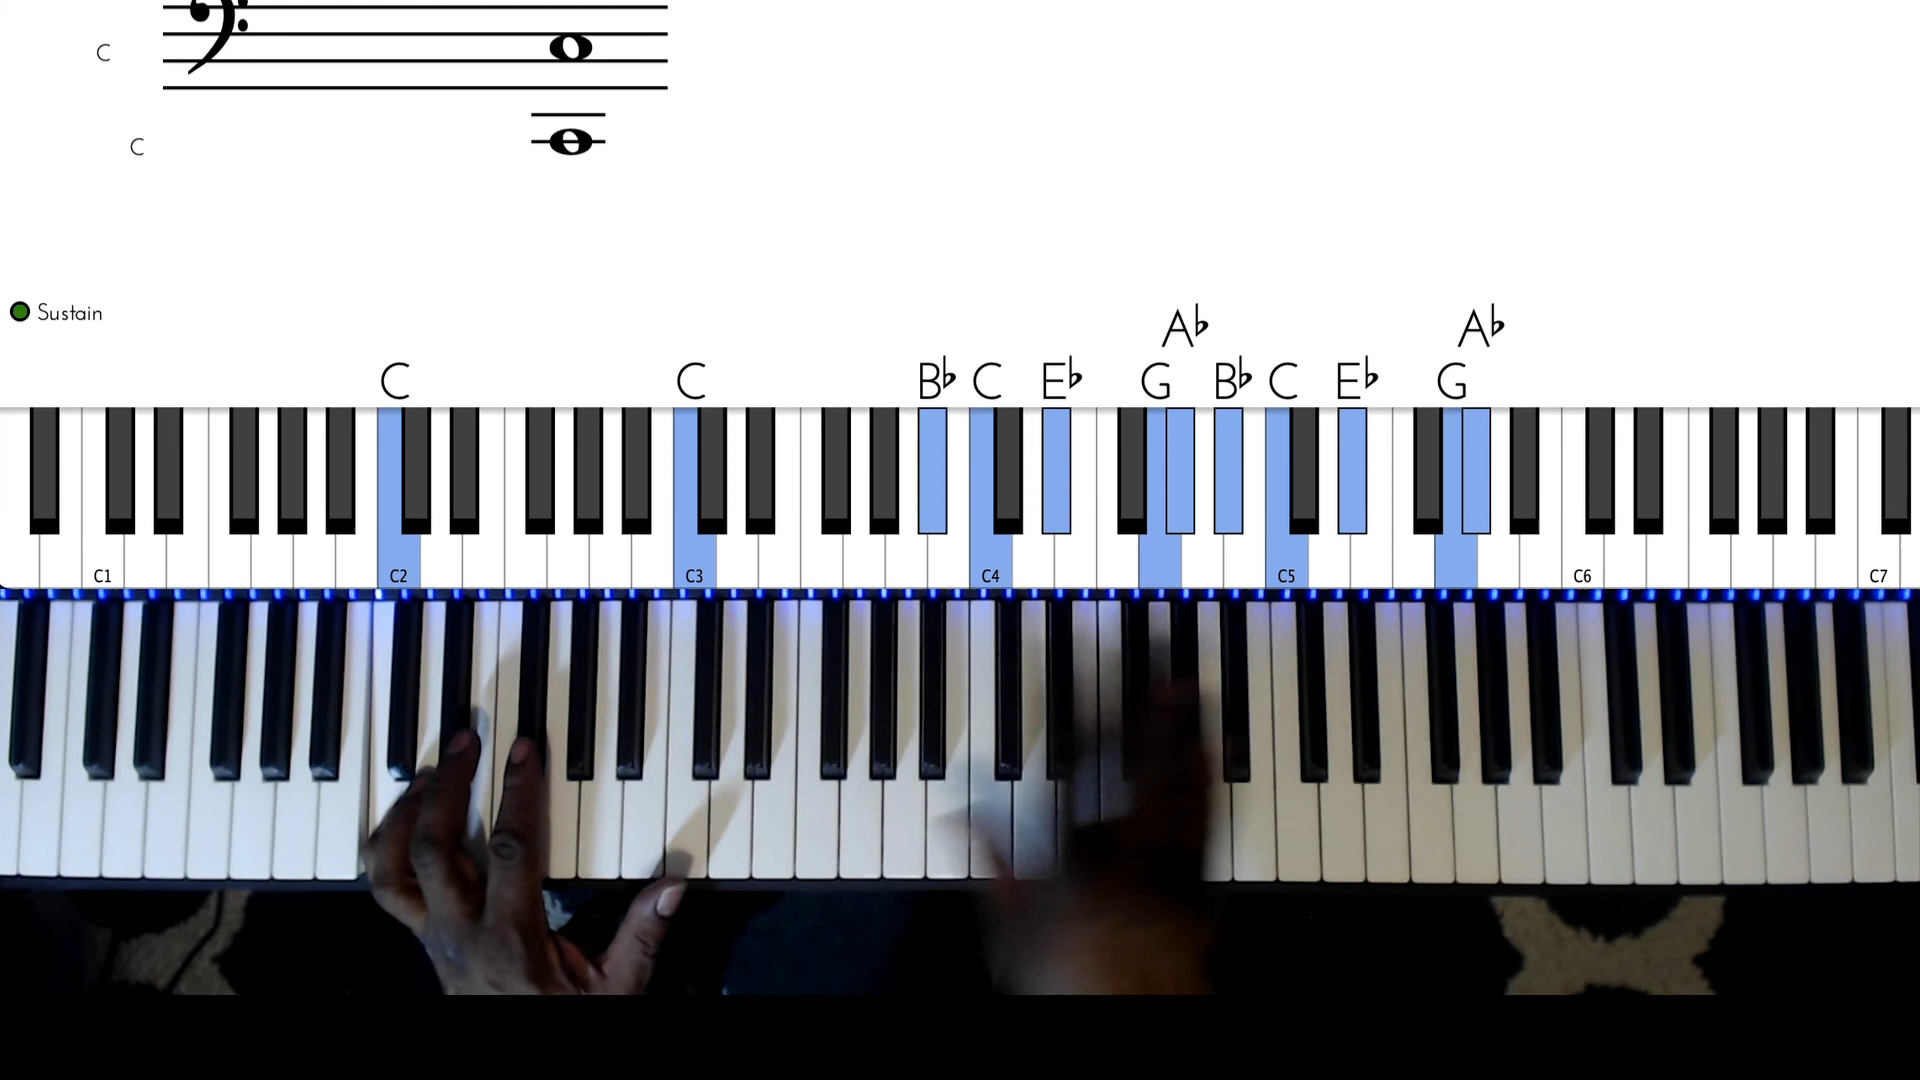 C
C
Sustain
A♭ A♭
C C B♭ C E♭ G B♭ C E♭ G
C1 C2 C3 C4 C5 C6 C7